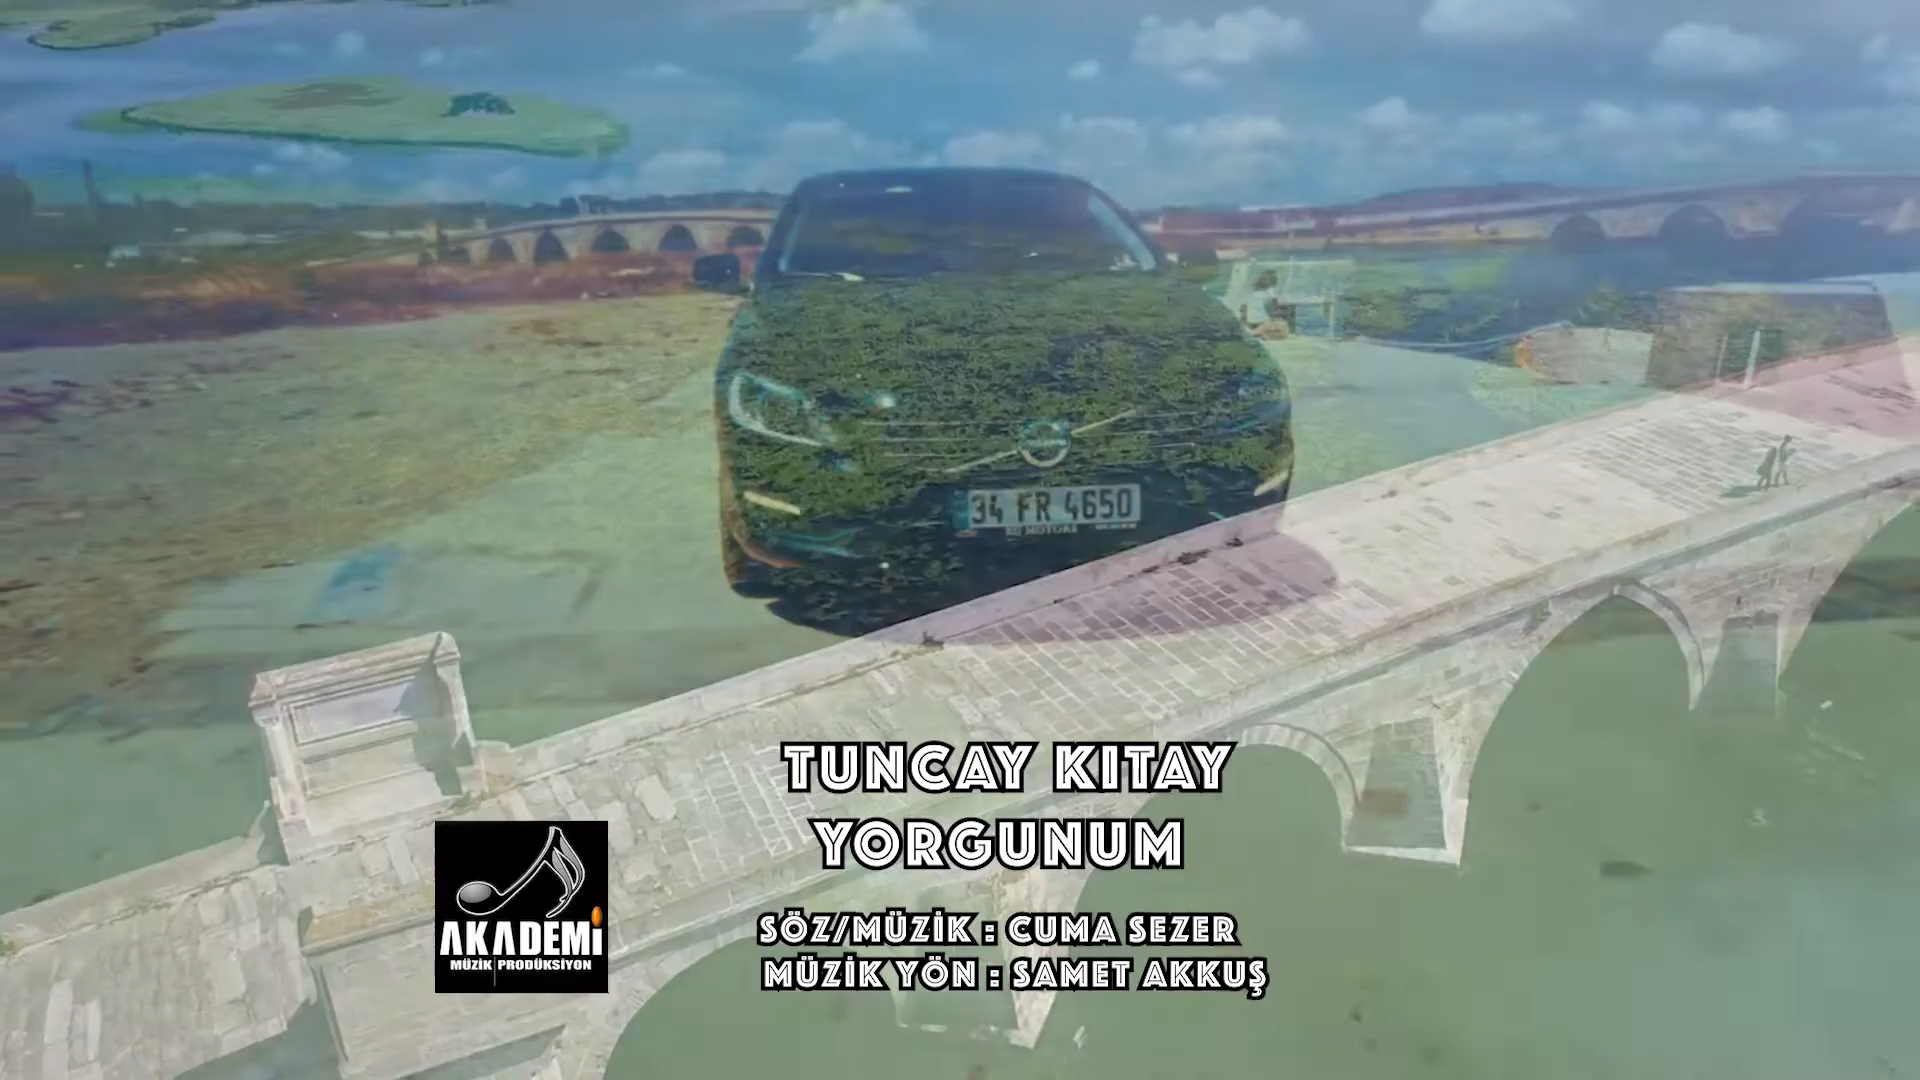 34 FR 4650
TUNCAY KITAY
YORGUNUM
AKADEMİ
MÜZİK PRODÜKSİYON
SÖZ/MÜZİK : CUMA SEZER
MÜZİK YÖN : SAMET AKKUŞ